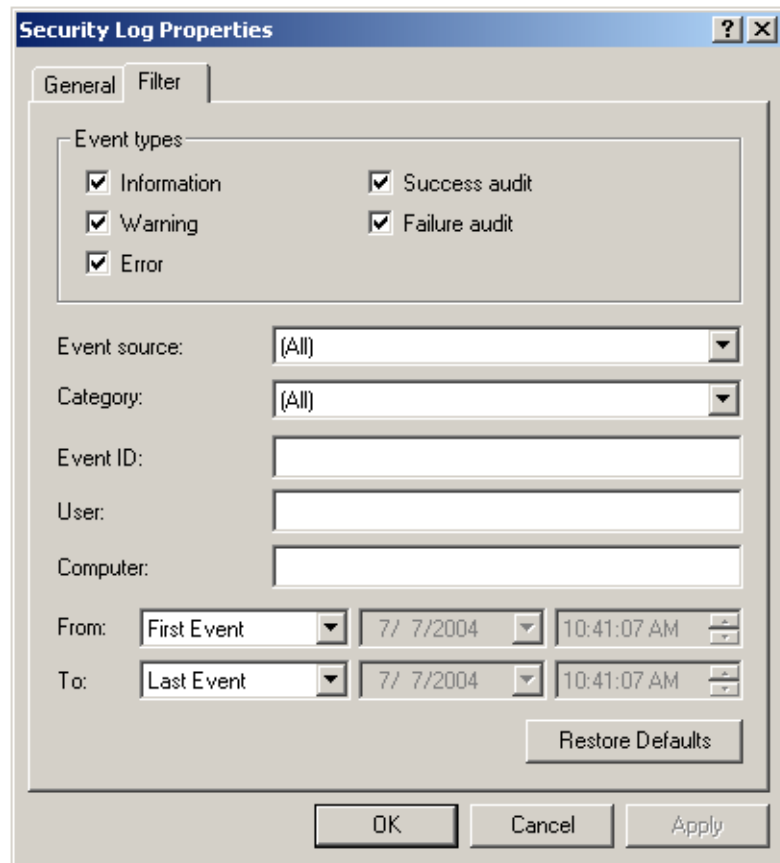 Security Log Properties
General Filter
Event types
Information Success audit
Warning Failure audit
Error
Event source: (All)
Category: (All)
Event ID:
User:
Computer:
From: First Event 7/ 7/2004 10:41:07 AM
To: Last Event 7/ 7/2004 10:41:07 AM
Restore Defaults
OK Cancel Apply